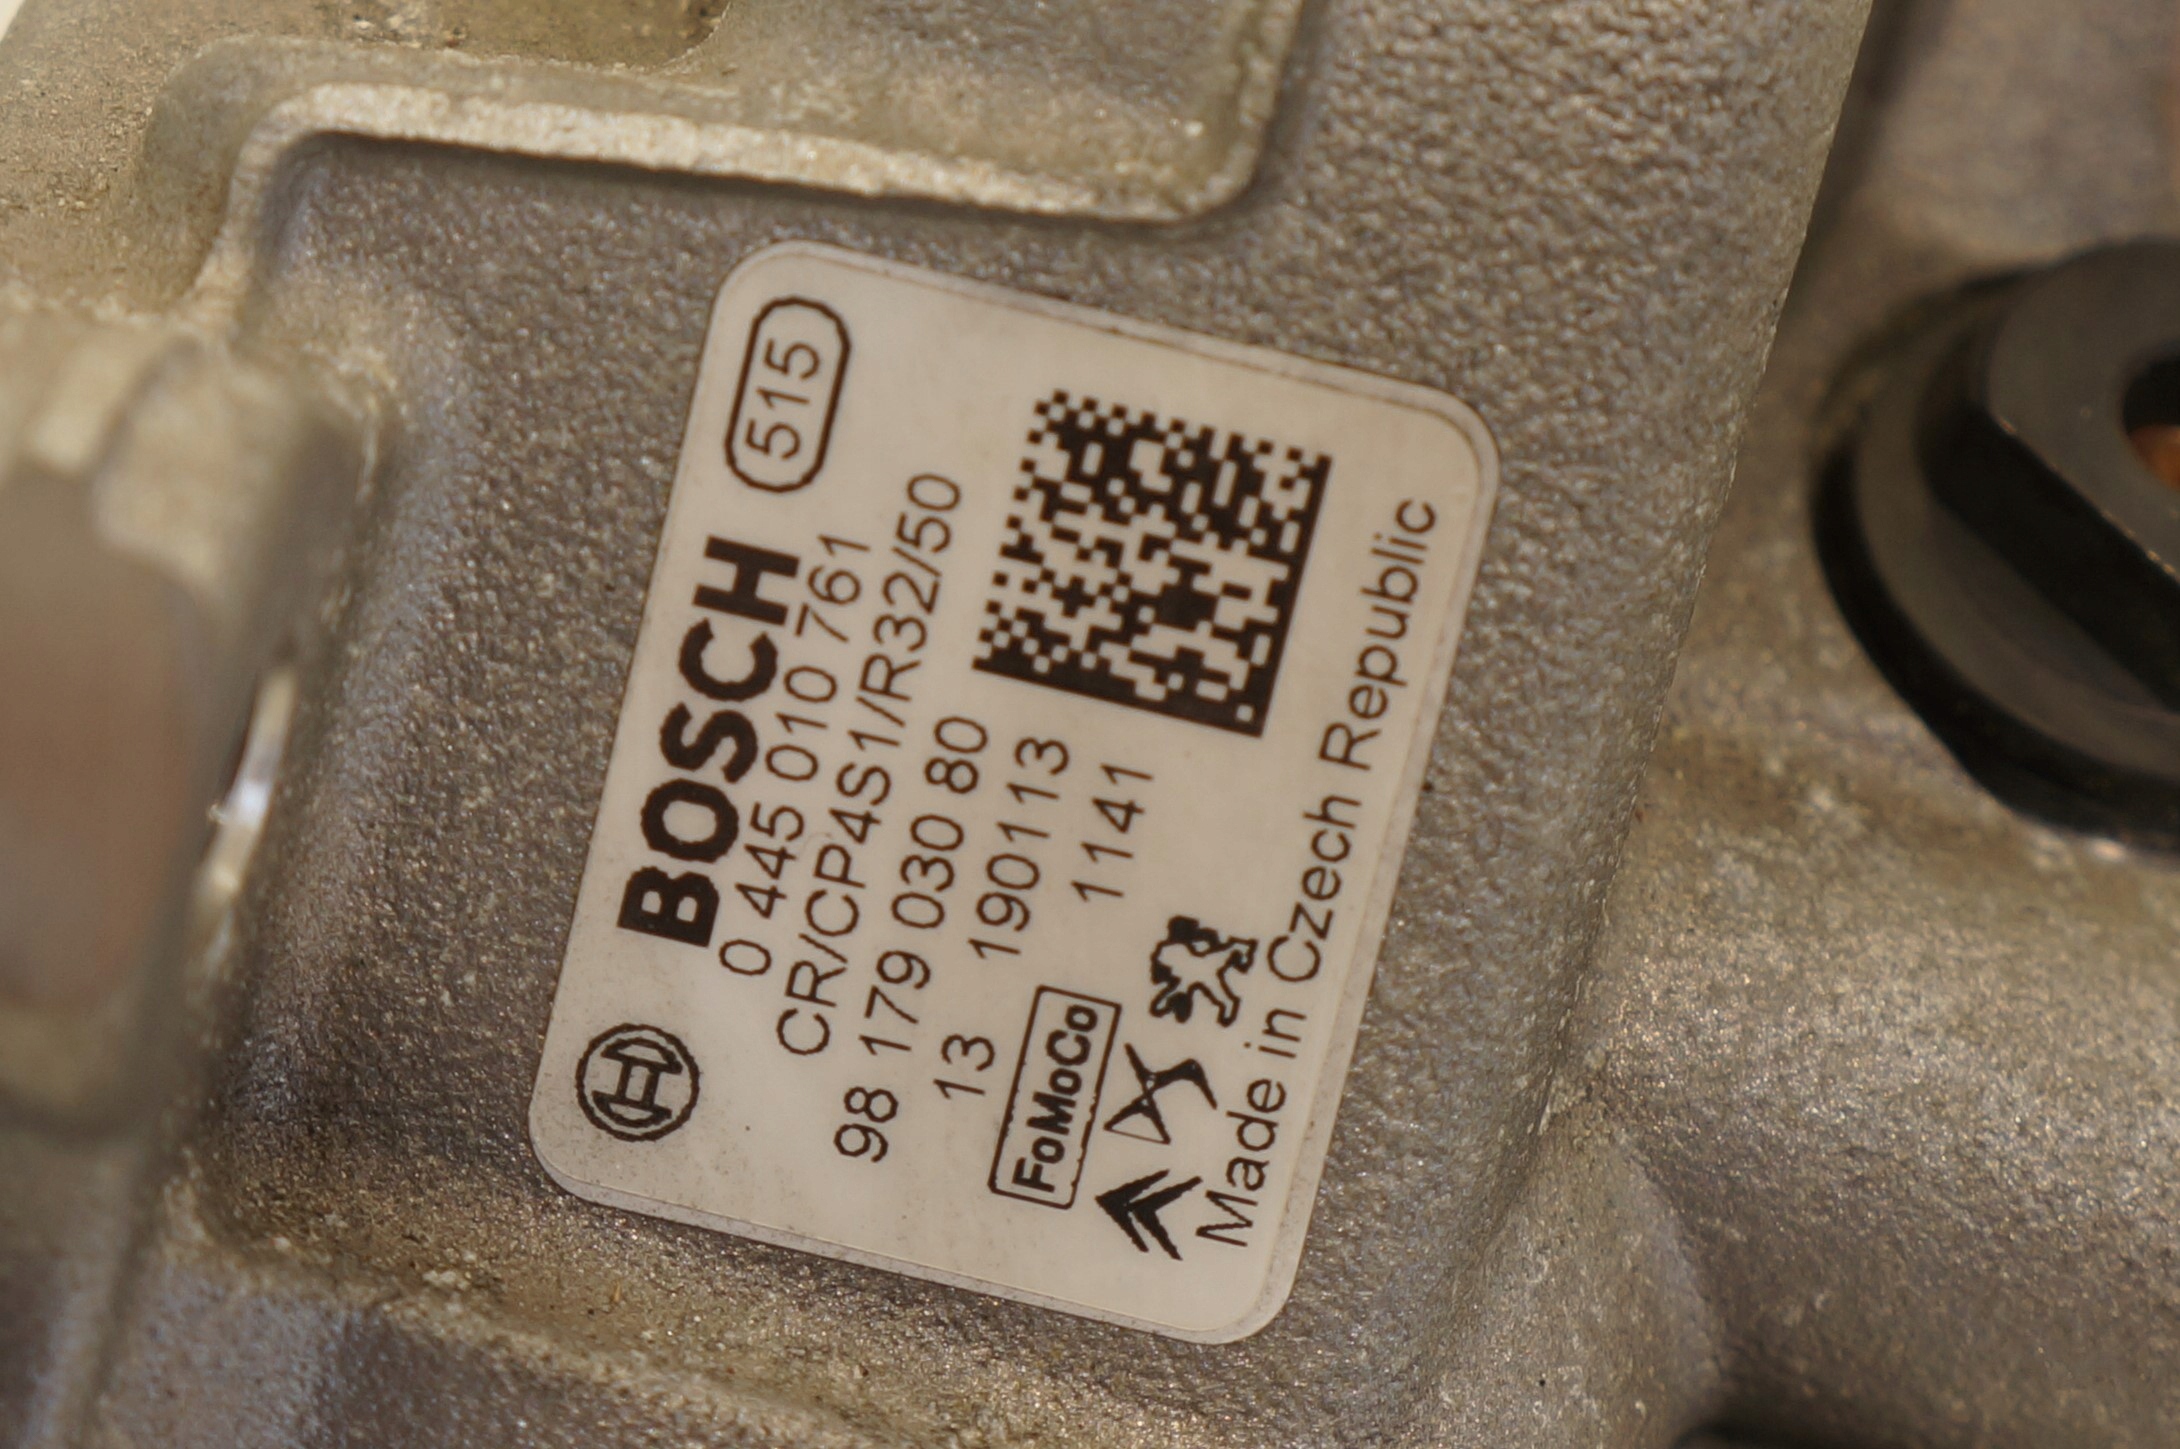 BOSCH 515
0 445 010 761
CR/CP4S1/R32/50
98 179 030 80
13 190113
FoMoCo 1141
Made in Czech Republic